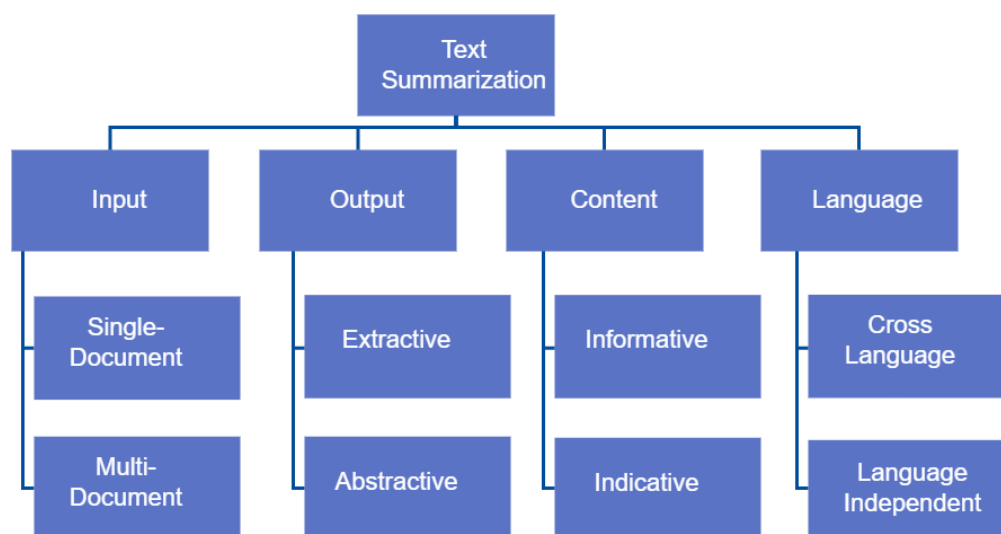 Text
Summarization
Input
Output
Content
Language
Single-
Document
Extractive
Informative
Cross
Language
Multi-
Document
Abstractive
Indicative
Language
Independent